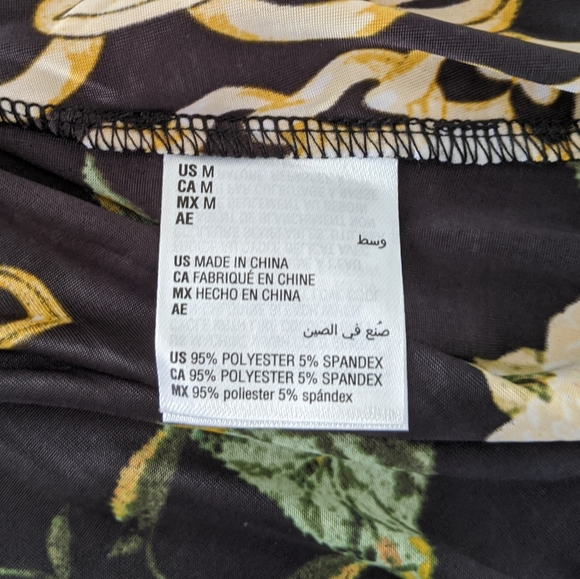 US M
CA M
MX M
AE
وسط
US MADE IN CHINA
CA FABRIQUÉ EN CHINE
MX HECHO EN CHINA
AE
صُنع في الصين
US 95% POLYESTER 5% SPANDEX
CA 95% POLYESTER 5% SPANDEX
MX 95% poliester 5% spándex